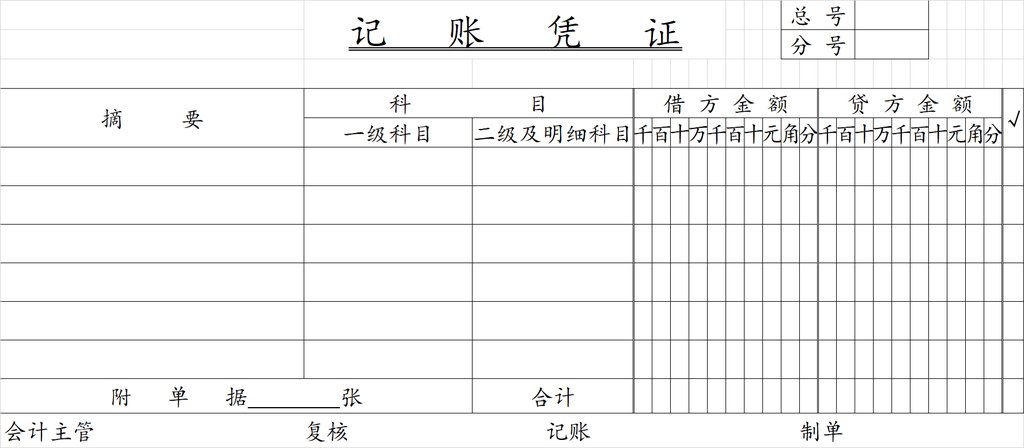 总 号
记 账 凭 证
分 号
摘 要 科 目 借 方 金 额 贷 方 金 额 √
一级科目 二级及明细科目 千 百 十 万 千 百 十 元 角 分 千 百 十 万 千 百 十 元 角 分
附 单 据__________张 合计
会计主管 复核 记账 制单